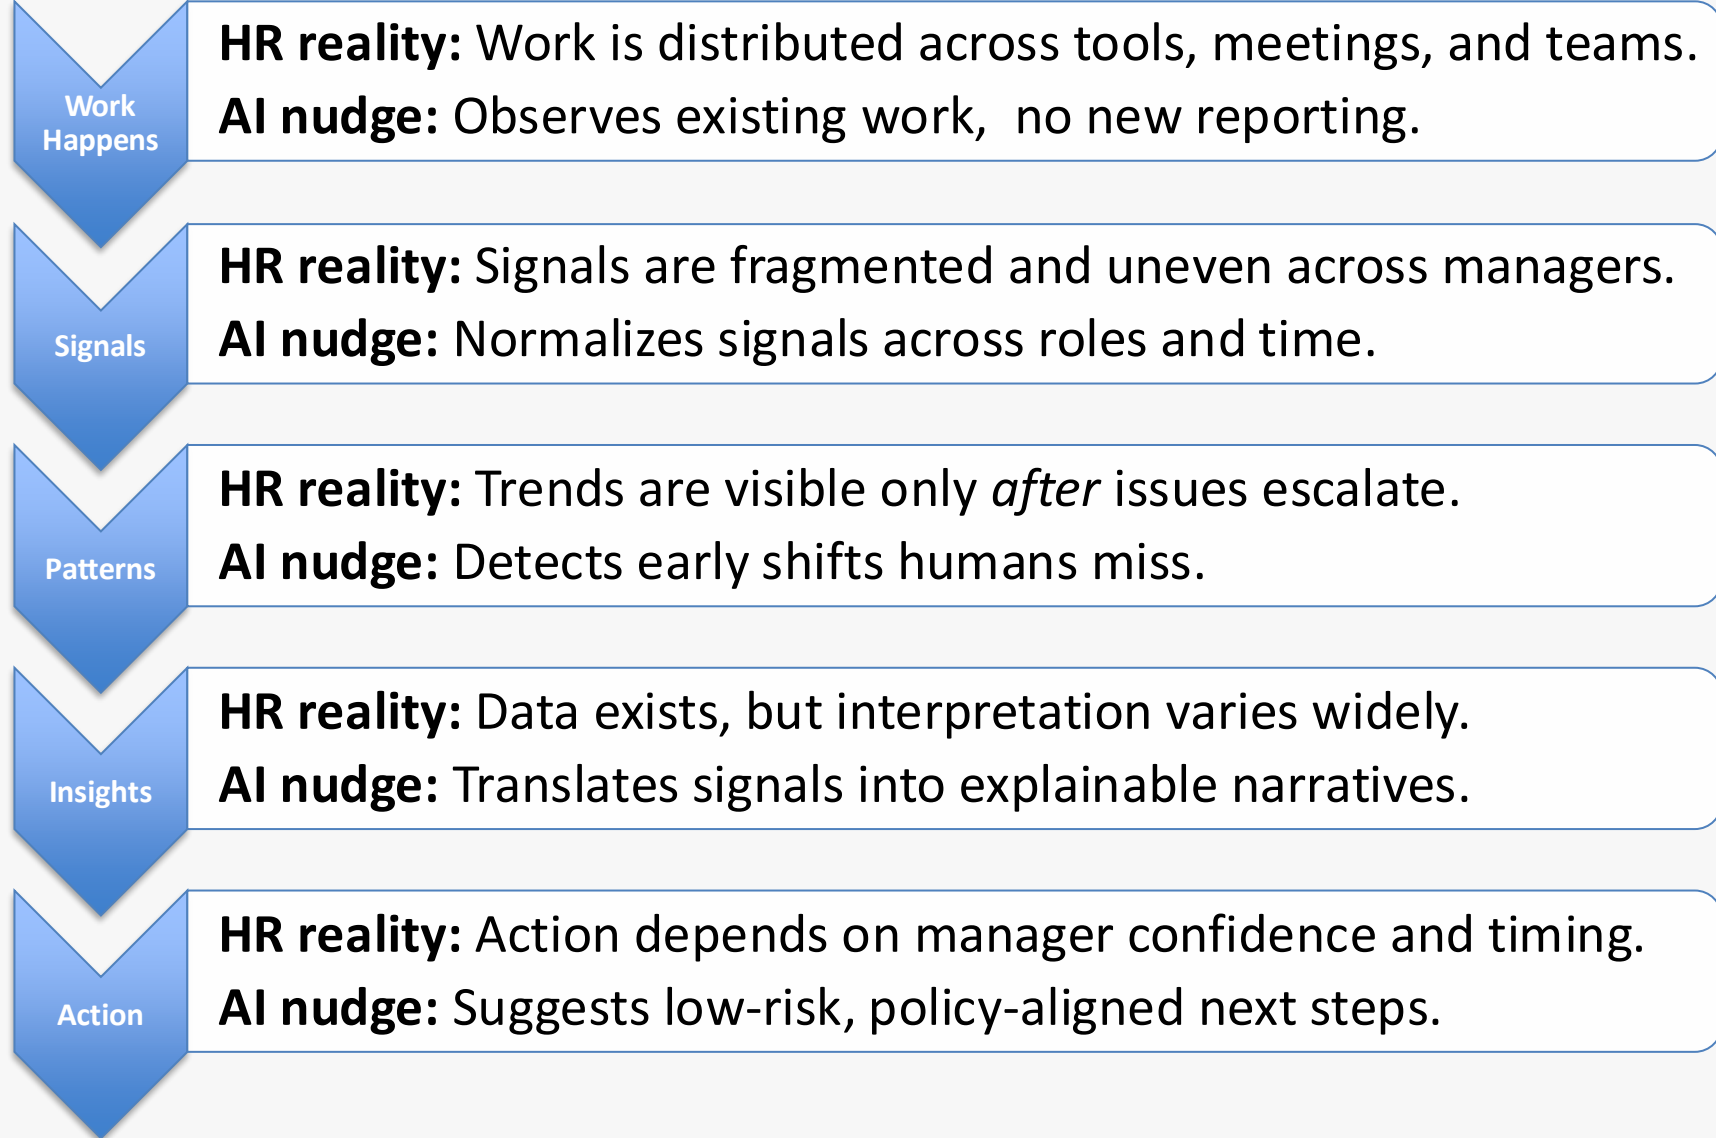 Work
Happens
HR reality: Work is distributed across tools, meetings, and teams.
AI nudge: Observes existing work,  no new reporting.
Signals
HR reality: Signals are fragmented and uneven across managers.
AI nudge: Normalizes signals across roles and time.
Patterns
HR reality: Trends are visible only after issues escalate.
AI nudge: Detects early shifts humans miss.
Insights
HR reality: Data exists, but interpretation varies widely.
AI nudge: Translates signals into explainable narratives.
Action
HR reality: Action depends on manager confidence and timing.
AI nudge: Suggests low-risk, policy-aligned next steps.